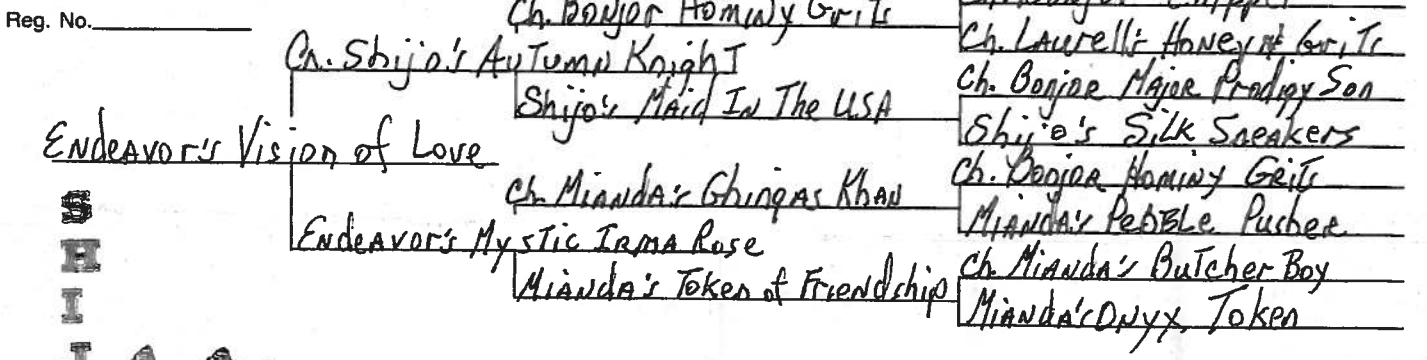 Ch. Bonjor Hominy Grits
Reg. No.
Ch. Laurell's Honey n' Grits
Ch. Shijo's Autumn Knight
Ch. Bonjor Major Prodigy Son
Shijo's Maid In The USA
Shijo's Silk Sneakers
Endeavor's Vision of Love
Ch. Bonjor Hominy Grits
Ch. Mianda's Ghingas Khan
Mianda's Pebble Pusher
Endeavor's Mystic Irma Rose
Ch. Mianda's Butcher Boy
Mianda's Token of Friendship
Mianda's Onyx Token
S
H
I